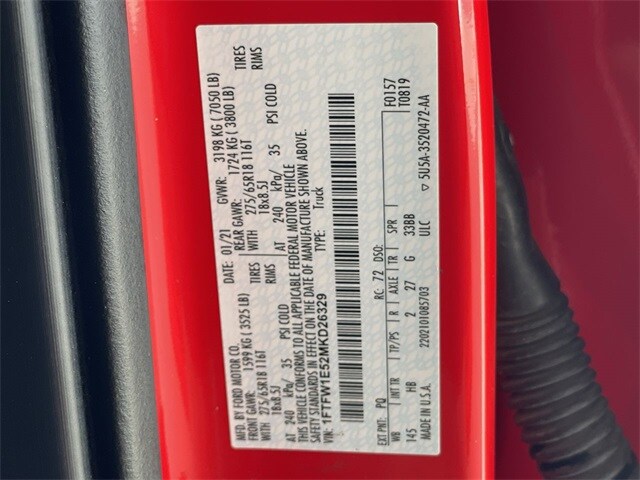 MFD. BY FORD MOTOR CO.
DATE: 01/21 GVWR: 3198 KG ( 7050 LB)
FRONT GAWR: 1599 KG ( 3525 LB) REAR GAWR: 1724 KG ( 3800 LB)
WITH 275/65R18 116T TIRES WITH 275/65R18 116T TIRES
18x8.5J RIMS 18x8.5J RIMS
AT 240 kPa/ 35 PSI COLD AT 240 kPa/ 35 PSI COLD
THIS VEHICLE CONFORMS TO ALL APPLICABLE FEDERAL MOTOR VEHICLE
SAFETY STANDARDS IN EFFECT ON THE DATE OF MANUFACTURE SHOWN ABOVE.
VIN: 1FTFW1E52MKD26329 TYPE: Truck
F0157
EXT PNT: PQ RC: 72 DSO: T0819
WB INT TR TP/PS R AXLE TR SPR
145 HB 2 27 G 33BB
ULC
MADE IN U.S.A. 2202101085703 ▽ 5U5A-3520472-AA